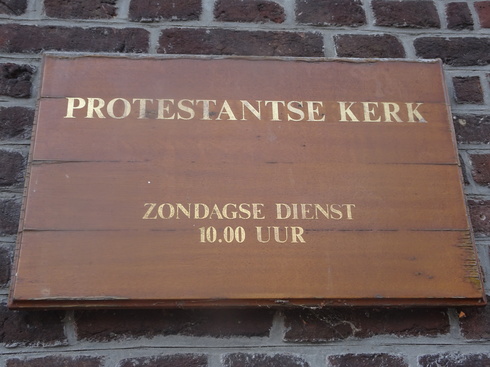 PROTESTANTSE KERK
ZONDAGSE DIENST
10.00 UUR